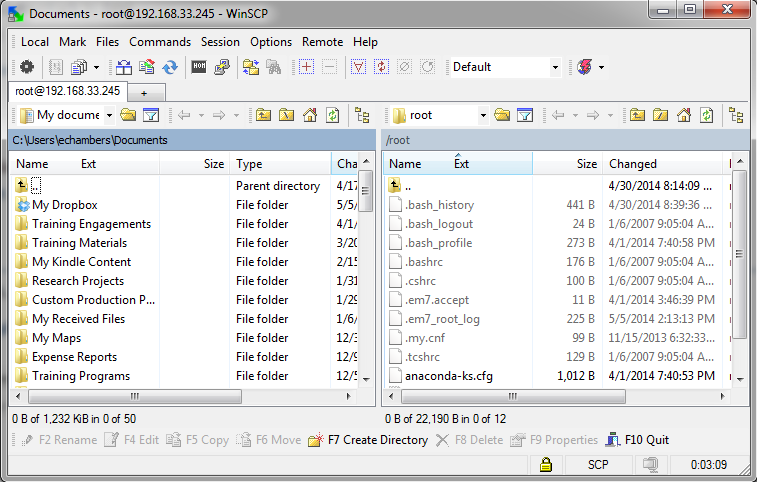 Documents - root@192.168.33.245 - WinSCP
Local Mark Files Commands Session Options Remote Help
Default
root@192.168.33.245 +
My docume root
C:\Users\echambers\Documents /root
Name Ext Size Type Cha Name Ext Size Changed
.. Parent directory 4/17 .. 4/30/2014 8:14:09 ...
My Dropbox File folder 5/5/ .bash_history 441 B 4/30/2014 8:39:36 ...
Training Engagements File folder 4/1/ .bash_logout 24 B 1/6/2007 9:05:04 A...
Training Materials File folder 3/20 .bash_profile 273 B 4/1/2014 7:40:58 PM
My Kindle Content File folder 2/15 .bashrc 176 B 1/6/2007 9:05:04 A...
Research Projects File folder 1/31 .cshrc 100 B 1/6/2007 9:05:04 A...
Custom Production P... File folder 1/29 .em7.accept 11 B 4/1/2014 3:46:39 PM
My Received Files File folder 1/6/ .em7_root_log 225 B 5/5/2014 2:13:13 PM
My Maps File folder 12/3 .my.cnf 99 B 11/15/2013 6:32:33...
Expense Reports File folder 12/9 .tcshrc 129 B 1/6/2007 9:05:04 A...
Training Programs File folder 12/5 anaconda-ks.cfg 1,012 B 4/1/2014 7:40:53 PM
0 B of 1,232 KiB in 0 of 50 0 B of 22,190 B in 0 of 12
F2 Rename F4 Edit F5 Copy F6 Move F7 Create Directory F8 Delete F9 Properties F10 Quit
SCP 0:03:09